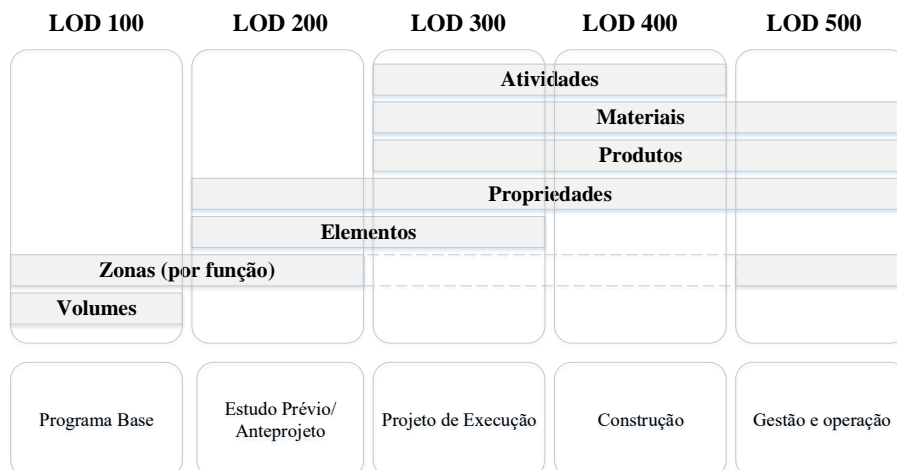 LOD 100 LOD 200 LOD 300 LOD 400 LOD 500
Atividades
Materiais
Produtos
Propriedades
Elementos
Zonas (por função)
Volumes
Programa Base
Estudo Prévio/
Anteprojeto
Projeto de Execução
Construção
Gestão e operação